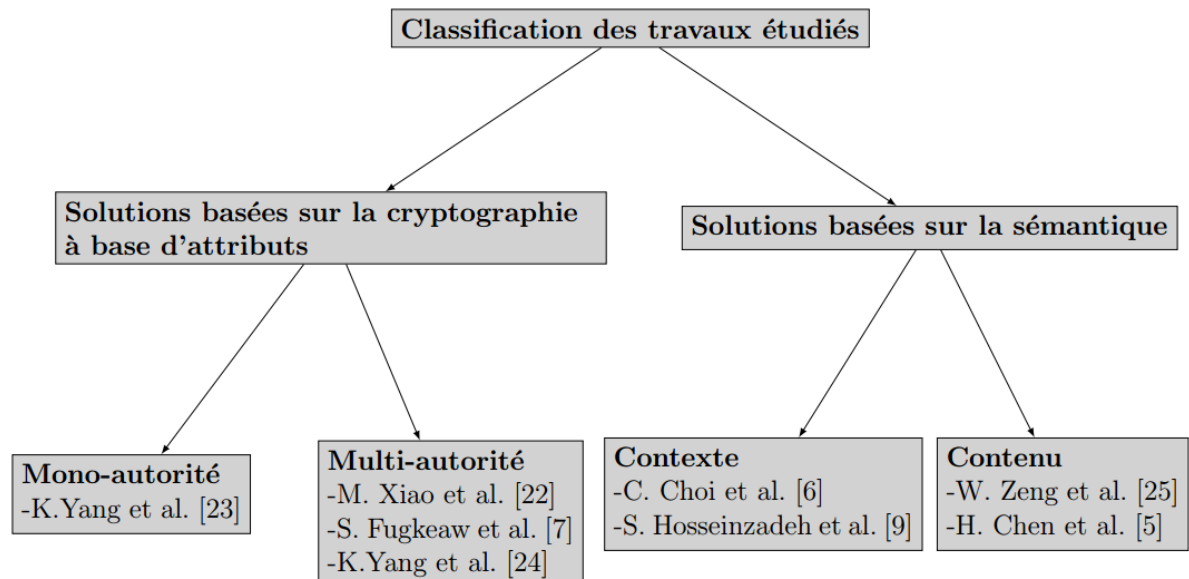 Classification des travaux étudiés
Solutions basées sur la cryptographie
à base d'attributs
Solutions basées sur la sémantique
Mono-autorité
-K.Yang et al. [23]
Multi-autorité
-M. Xiao et al. [22]
-S. Fugkeaw et al. [7]
-K.Yang et al. [24]
Contexte
-C. Choi et al. [6]
-S. Hosseinzadeh et al. [9]
Contenu
-W. Zeng et al. [25]
-H. Chen et al. [5]